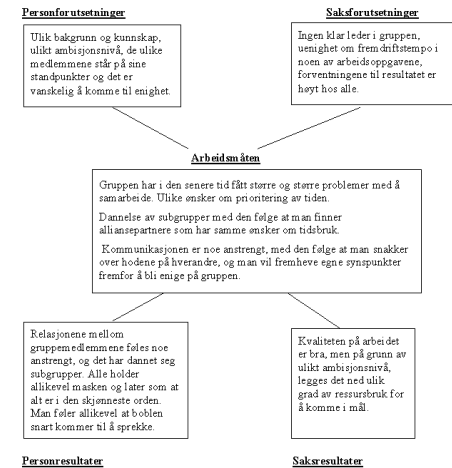 Personforutsetninger
Saksforutsetninger
Ulik bakgrunn og kunnskap,
ulikt ambisjonsnivå, de ulike
medlemmene står på sine
standpunkter og det er
vanskelig å komme til enighet.
Ingen klar leder i gruppen,
uenighet om fremdriftstempo i
noen av arbeidsoppgavene,
forventningene til resultatet er
høyt hos alle.
Arbeidsmåten
Gruppen har i den senere tid fått større og større problemer med å
samarbeide. Ulike ønsker om prioritering av tiden.
Dannelse av subgrupper med den følge at man finner
alliansepartnere som har samme ønsker om tidsbruk.
Kommunikasjonen er noe anstrengt, med den følge at man snakker
over hodene på hverandre, og man vil fremheve egne synspunkter
fremfor å bli enige på gruppen.
Relasjonene mellom
gruppemedlemmene føles noe
anstrengt, og det har dannet seg
subgrupper. Alle holder
allikevel masken og later som at
alt er i den skjønneste orden.
Man føler allikevel at boblen
snart kommer til å sprekke.
Kvaliteten på arbeidet
er bra, men på grunn av
ulikt ambisjonsnivå,
legges det ned ulik
grad av ressursbruk for
å komme i mål.
Personresultater
Saksresultater